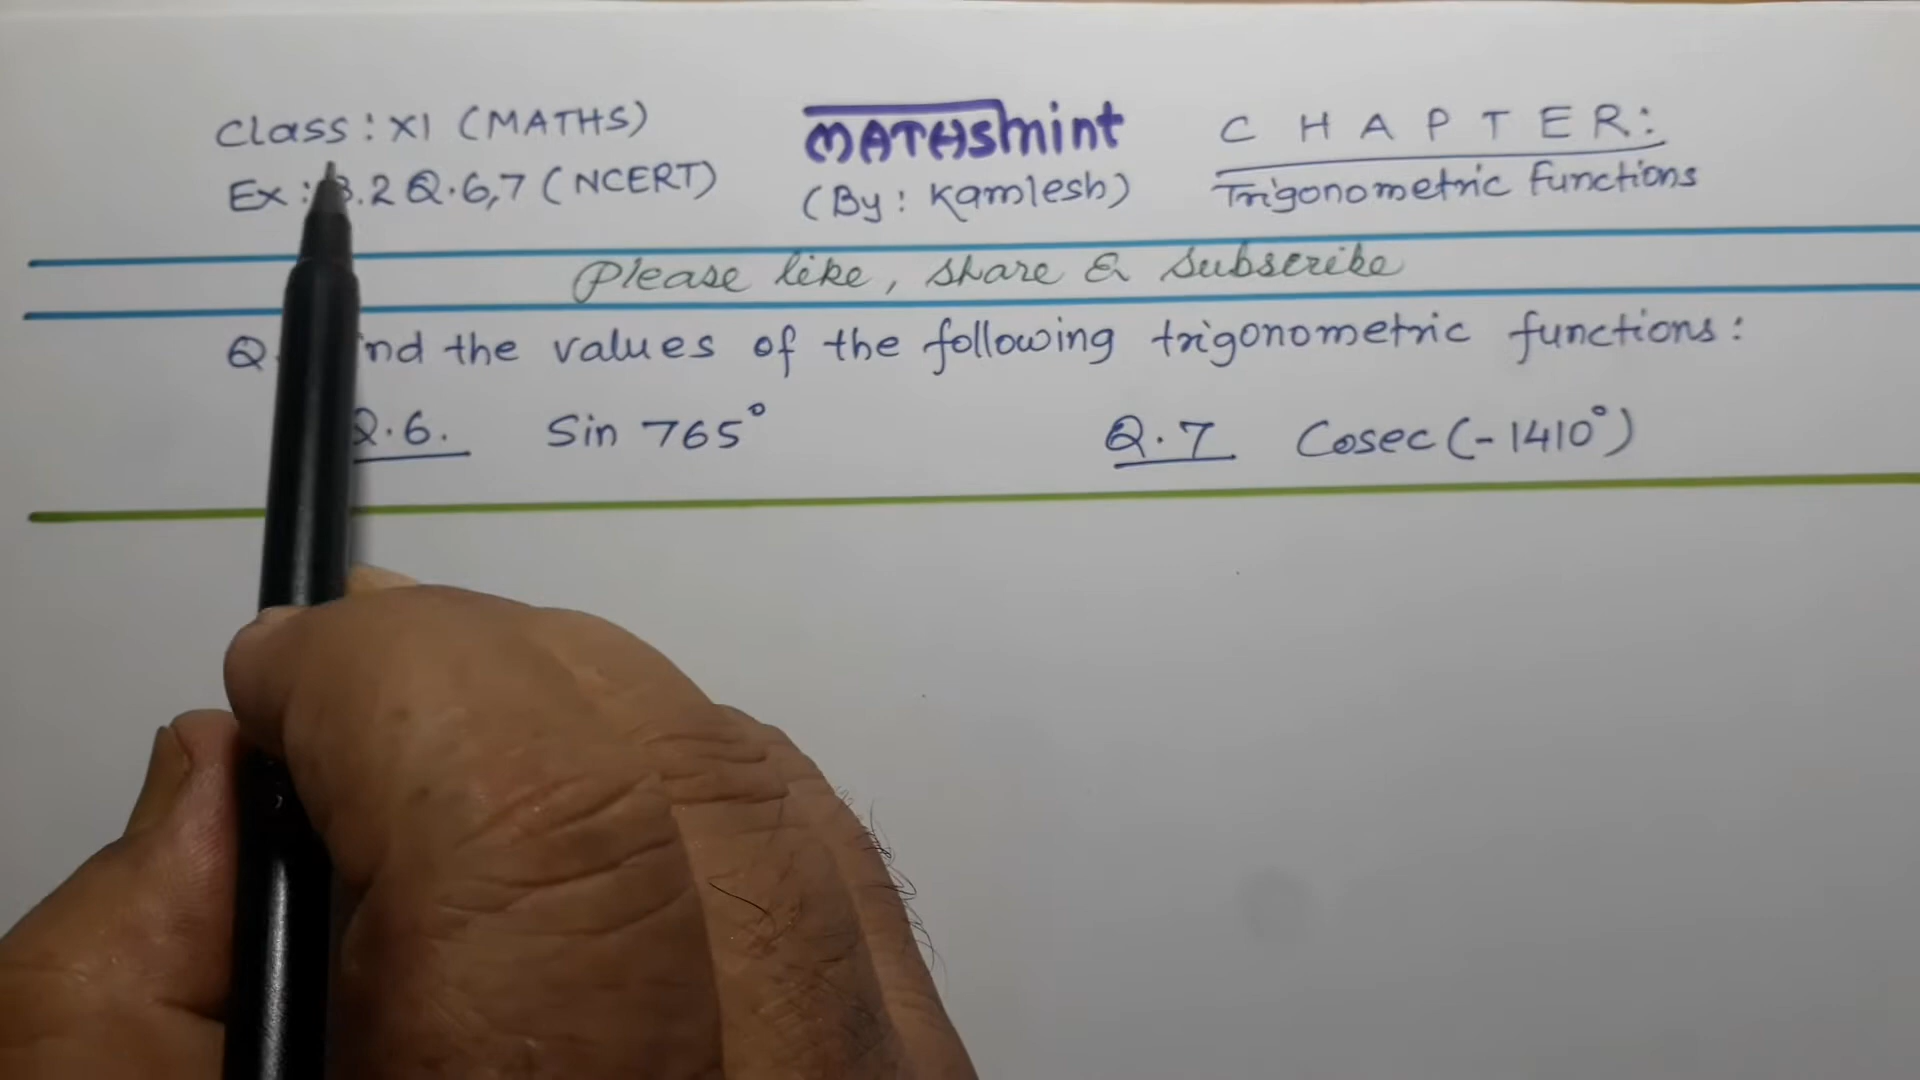 Class: XI (MATHS)
Ex: 3.2 Q.6,7 (NCERT)
MATHSmint
(By: Kamlesh)
CHAPTER:
Trigonometric Functions
Please like, share & subscribe
Q. the values of the following trigonometric functions:
Q.6. Sin 765°
Q.7 Cosec (-1410°)